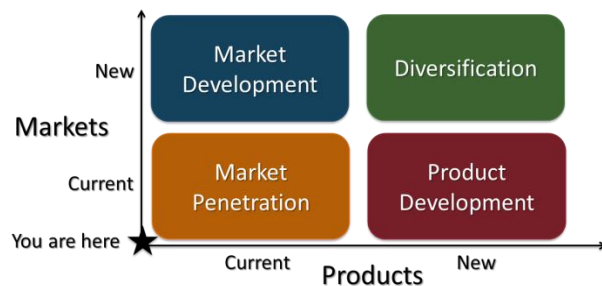 New
Market
Development
Diversification
Markets
Current
Market
Penetration
Product
Development
You are here
Current
New
Products